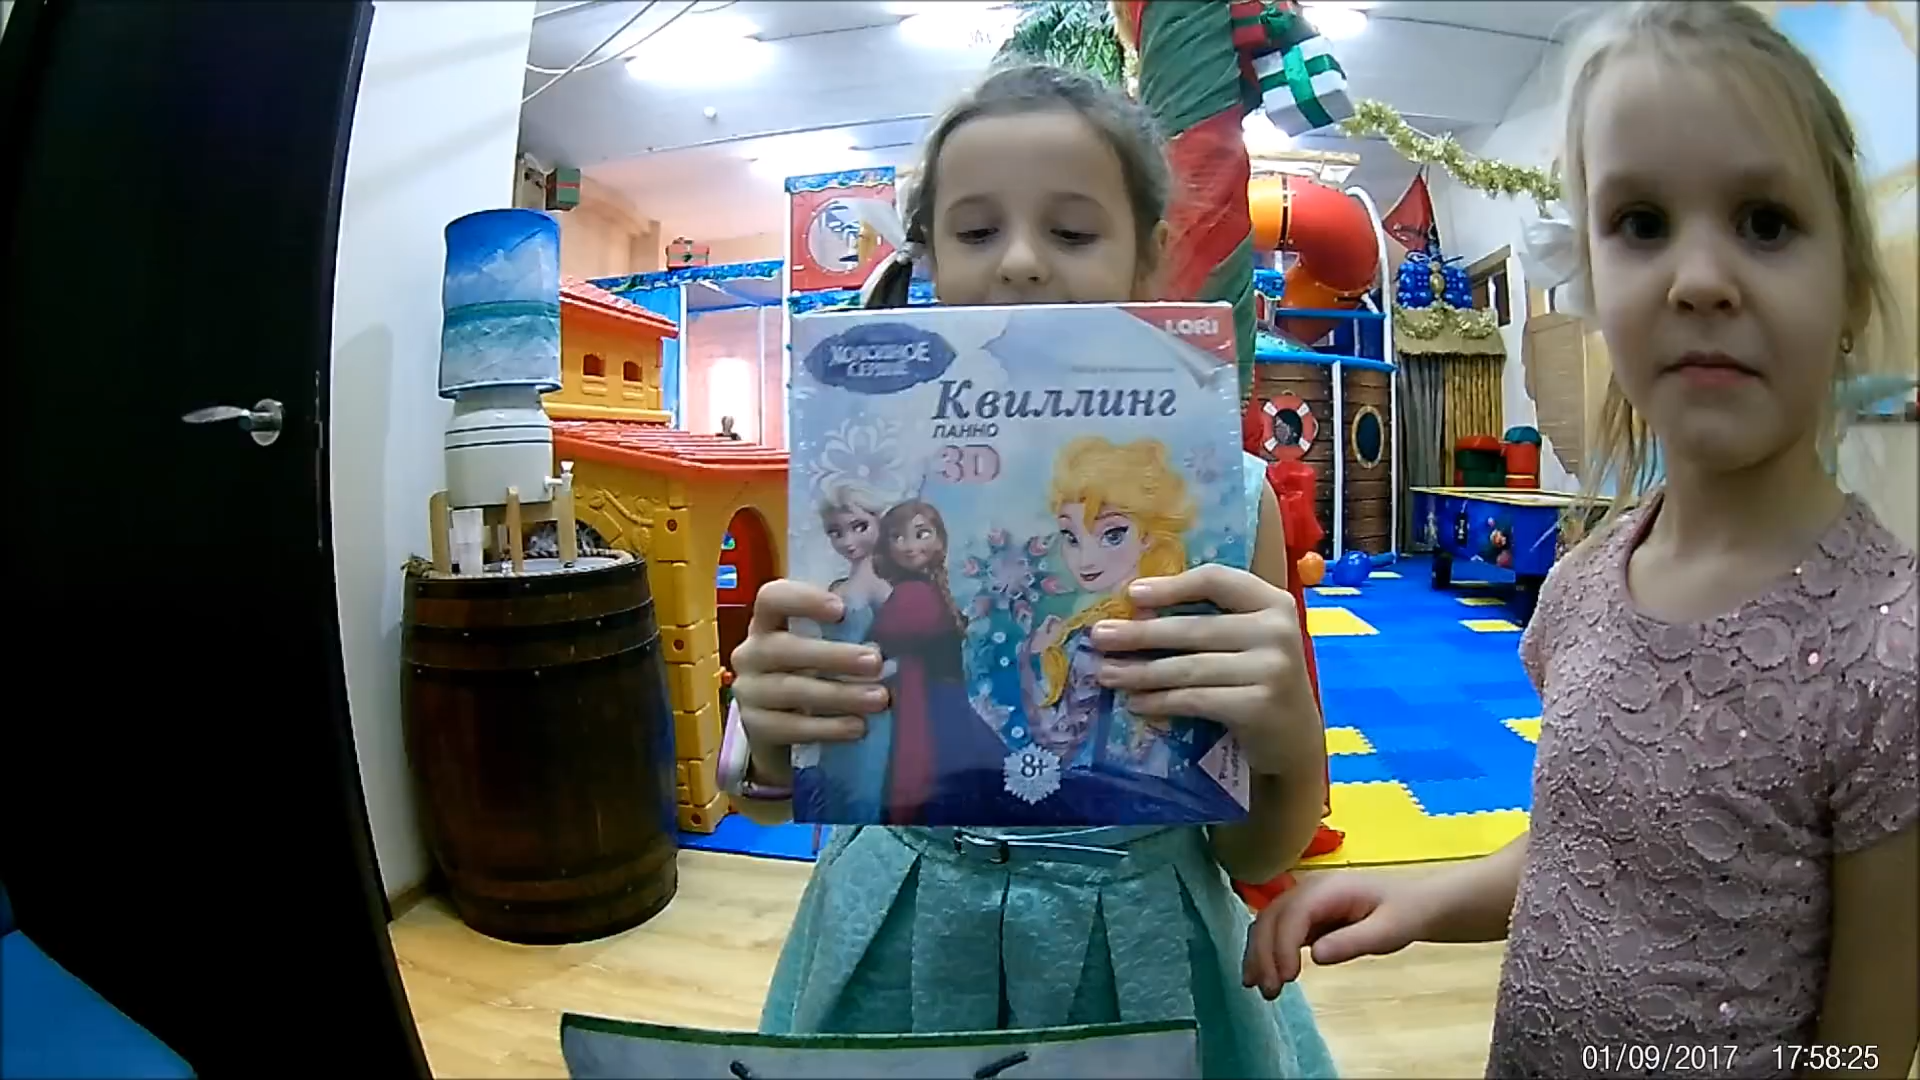 LORI
ХОЛОДНОЕ
СЕРДЦЕ
Квиллинг
ПАННО
3D
8+
01/09/2017 17:58:25